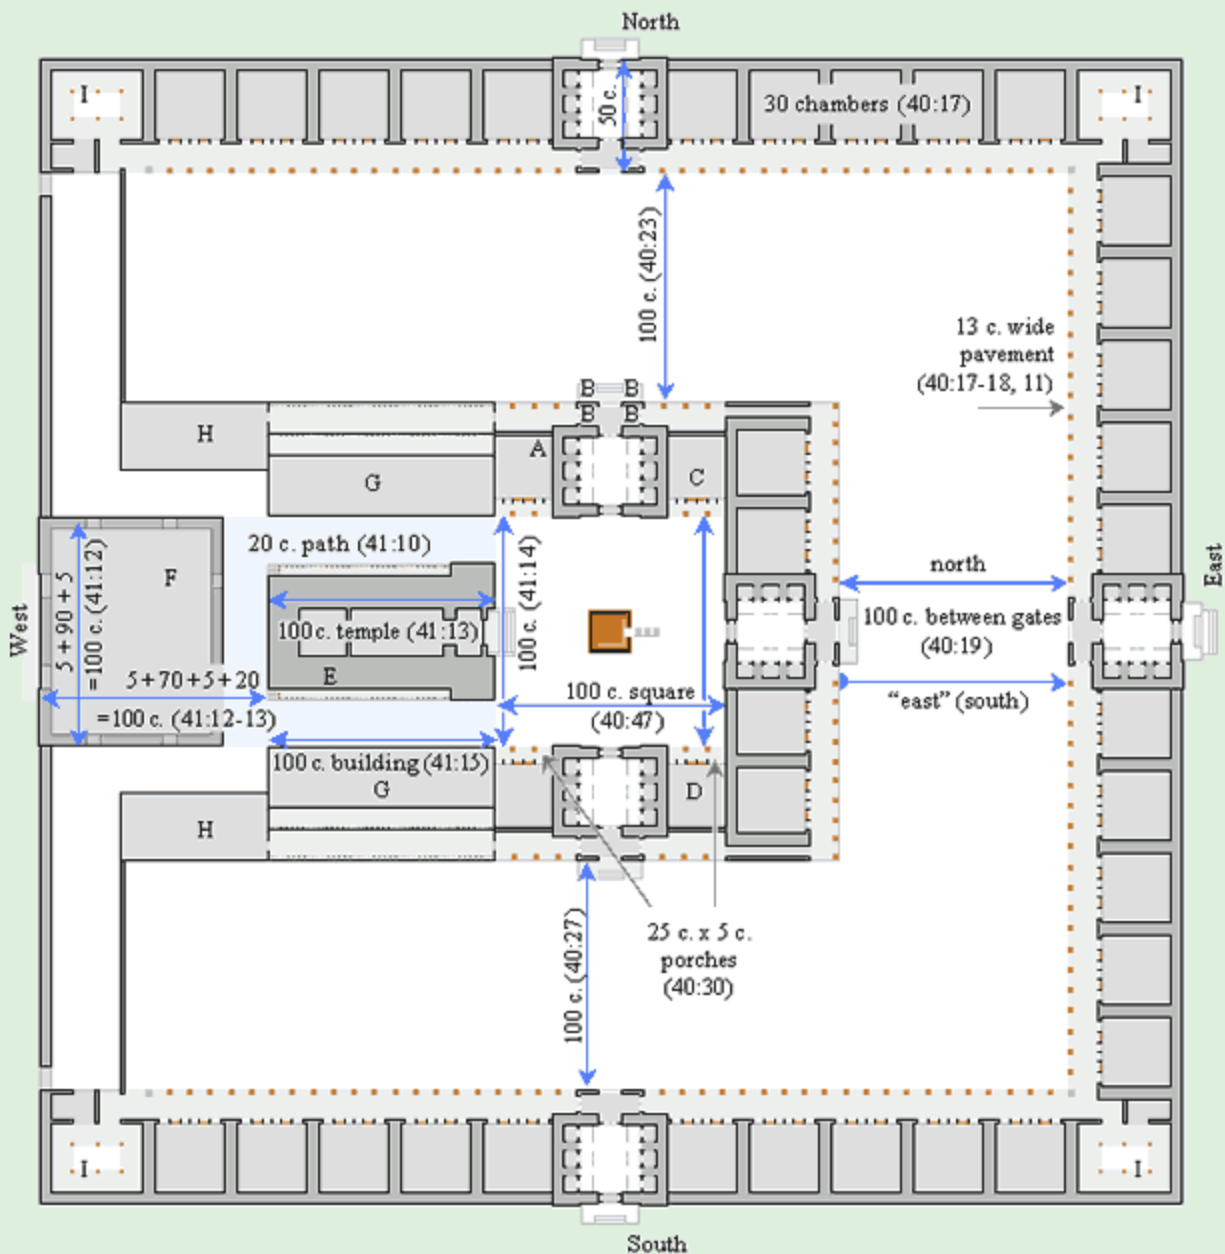 North
I
50 c.
30 chambers (40:17)
I
100 c. (40:23)
13 c. wide
pavement
(40:17-18, 11)
B B
B B
H
A
G
C
20 c. path (41:10)
F
5 + 90 + 5
=100 c. (41:12)
100 c. (41:14)
north
East
West
100 c. temple (41:13)
100 c. between gates
(40:19)
E
5 + 70 + 5 + 20
=100 c. (41:12-13)
100 c. square
(40:47)
“east” (south)
100 c. building (41:15)
G
D
H
25 c. x 5 c.
porches
(40:30)
100 c. (40:27)
I
I
South